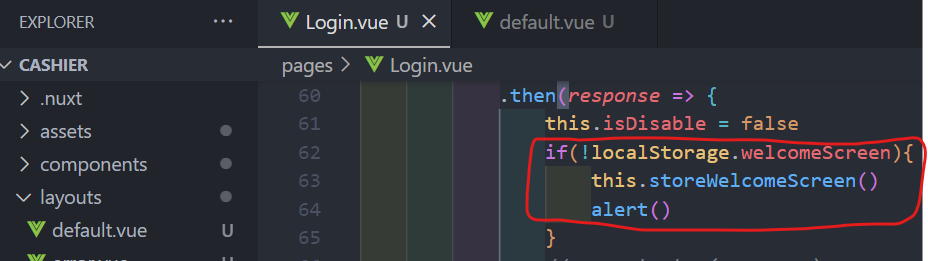 EXPLORER ...
Login.vue U ×
default.vue U
CASHIER
pages > Login.vue
.nuxt
assets
components
layouts
default.vue U
60 .then(response => {
61 this.isDisable = false
62 if(!localStorage.welcomeScreen){
63 this.storeWelcomeScreen()
64 alert()
65 }